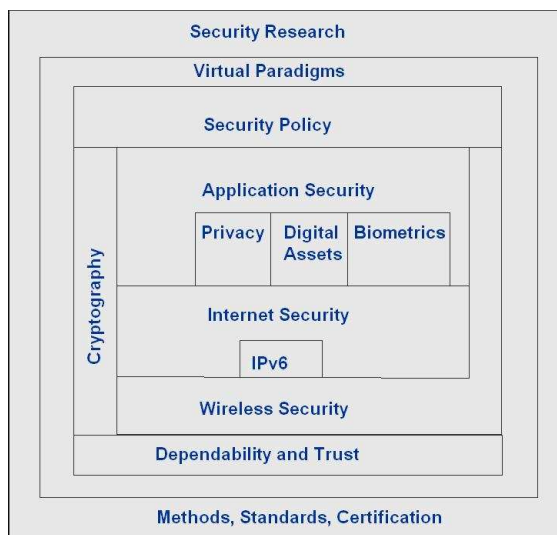 Security Research
Virtual Paradigms
Security Policy
Application Security
Privacy
Digital
Assets
Biometrics
Cryptography
Internet Security
IPv6
Wireless Security
Dependability and Trust
Methods, Standards, Certification